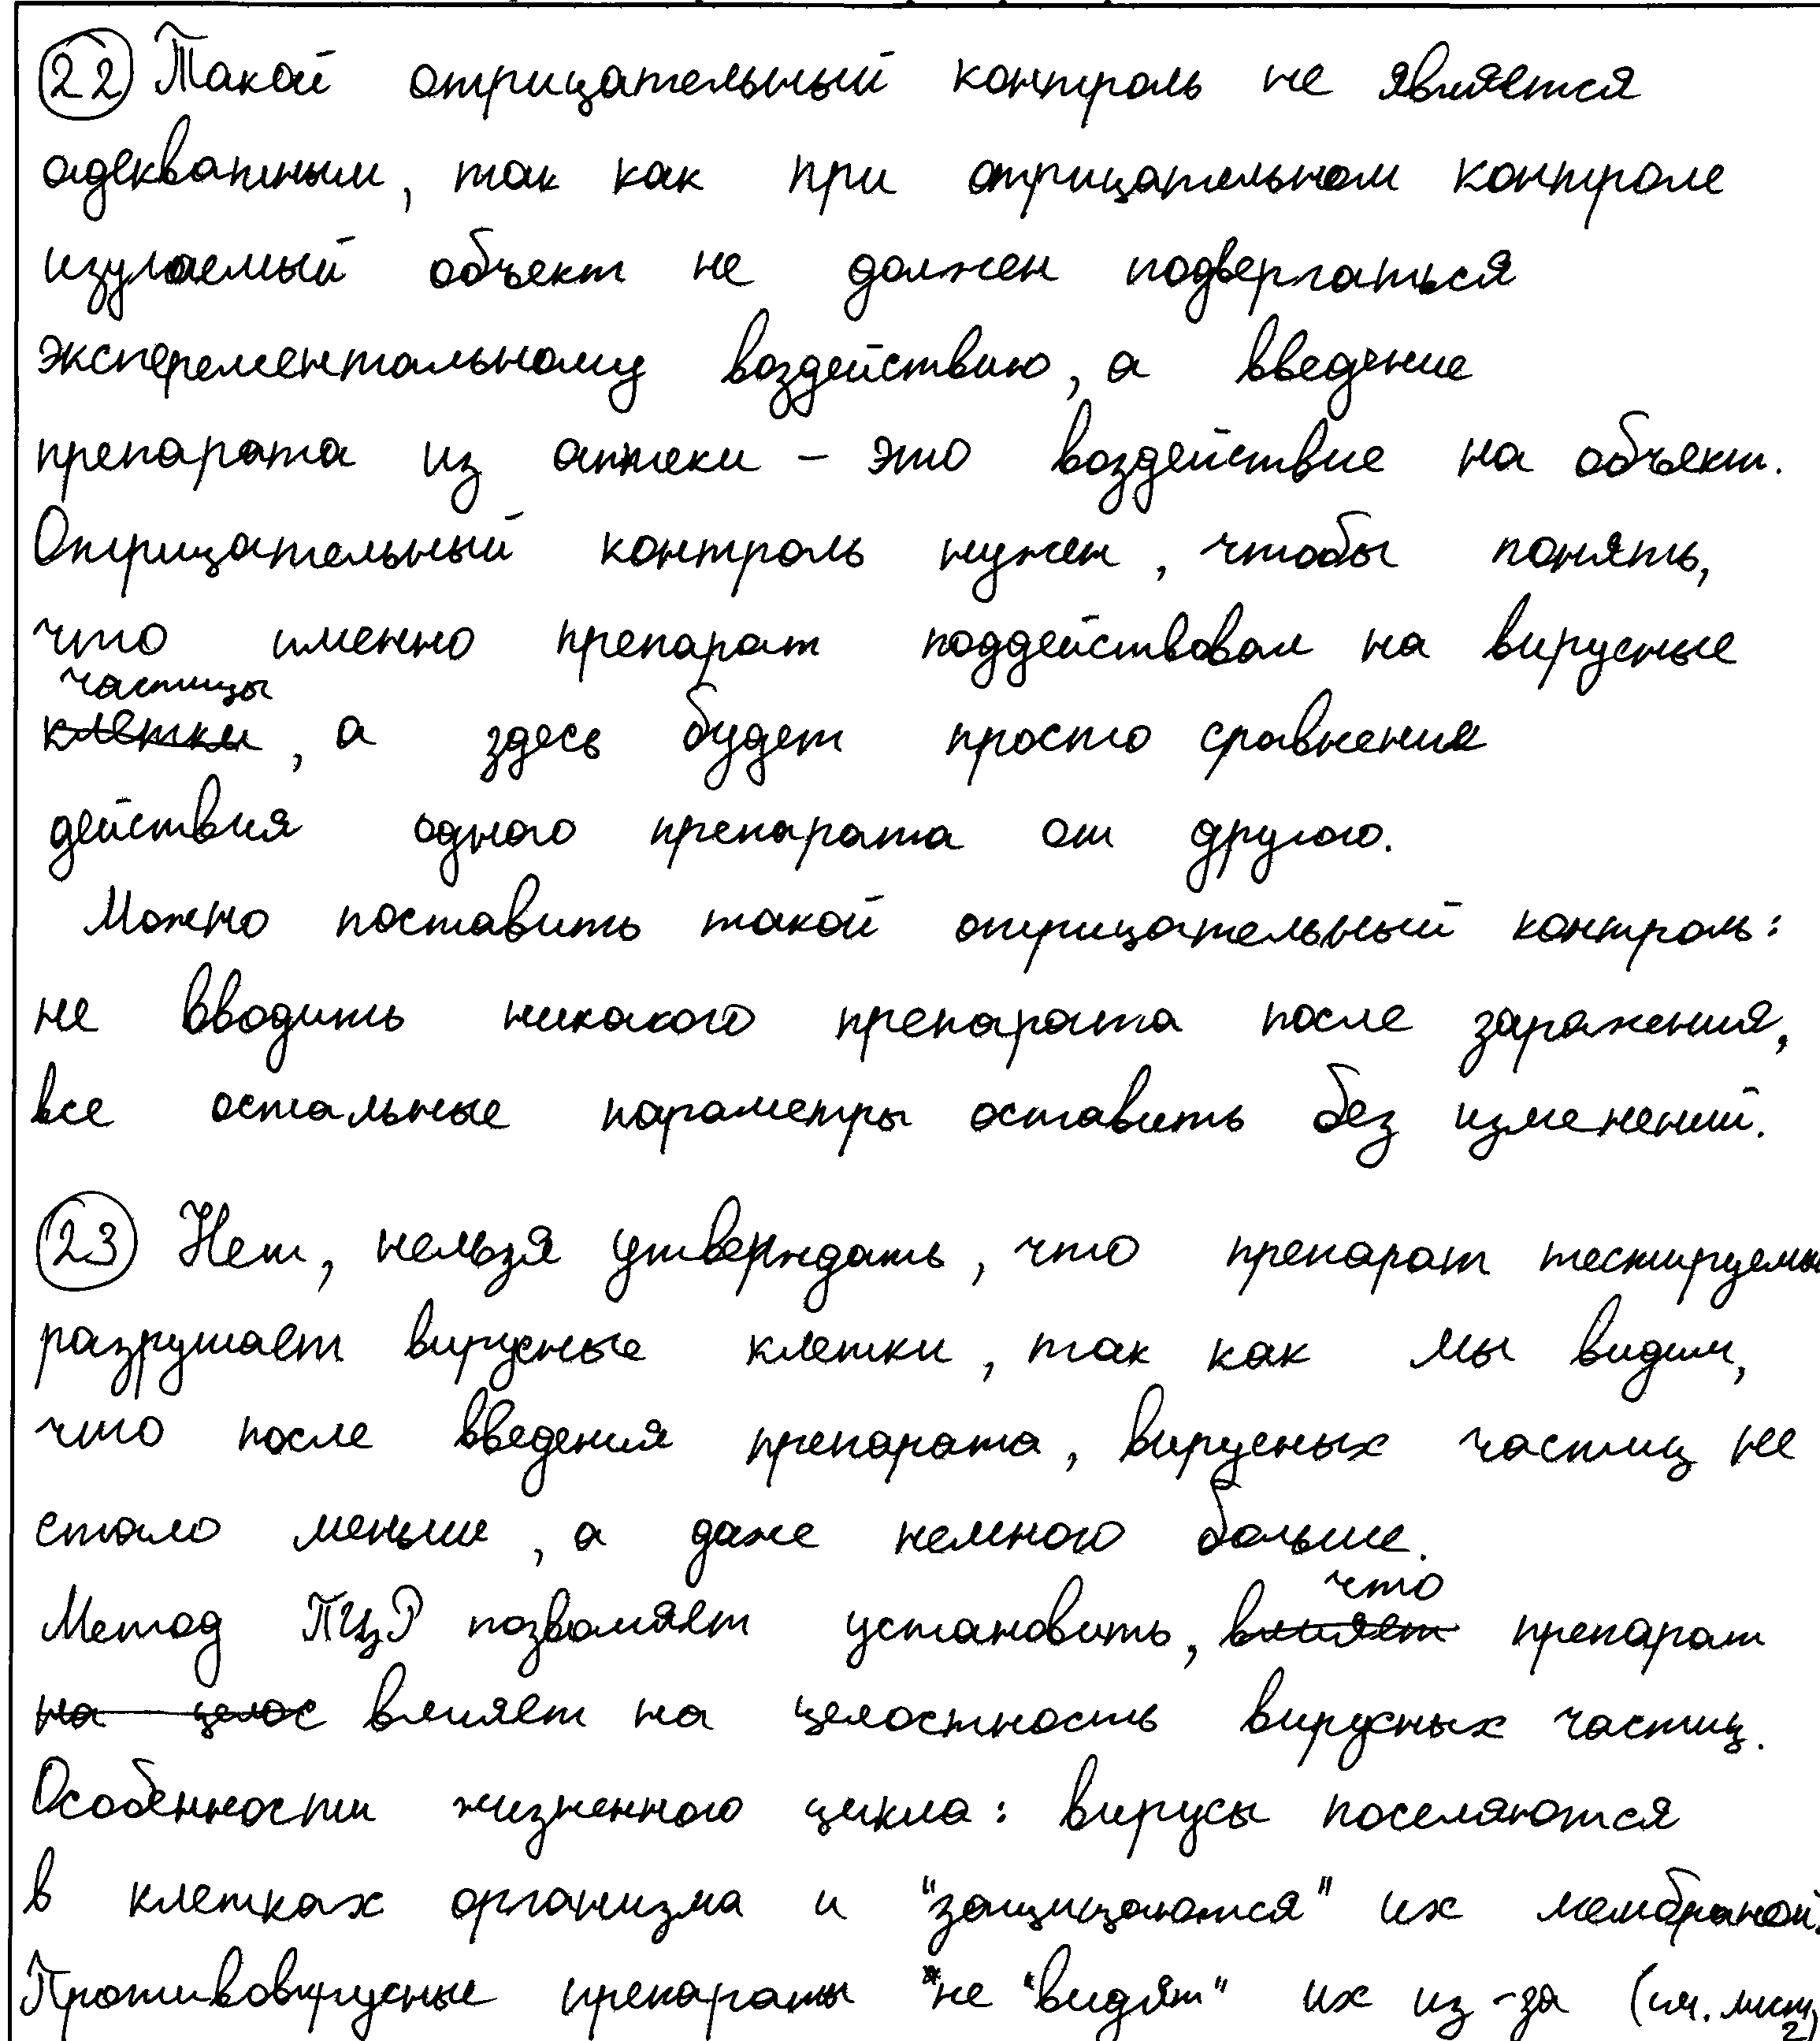 22 Такой отрицательный контроль не является
адекватным, так как при отрицательном контроле
изучаемый объект не должен подвергаться
эксперементальному воздействию, а введение
препарата из аптеки – это воздействие на объект.
Отрицательный контроль нужен, чтобы понять,
что именно препарат поддействовал на вирусные
частицы
клетки, а здесь будет просто сравнения
действия одного препарата от другого.
Можно поставить такой отрицательный контроль:
не вводить никакого препарата после заражения,
все остальные параметры оставить без изменений.
23 Нет, нельзя утверждать, что препарат тестируемы
разрушает вирусные клетки, так как мы видим,
что после введения препарата, вирусных частиц не
стало меньше, а даже немного больше.
что
Метод ПЦР позволяет установить, влияет препарат
на целос влияет на целостность вирусных частиц.
Особенности жизненного цикла: вирусы поселяются
в клетках организма и "защищаются" их мембраной.
Противовирусные препараты "не "видят" их из-за (см. лист
2)